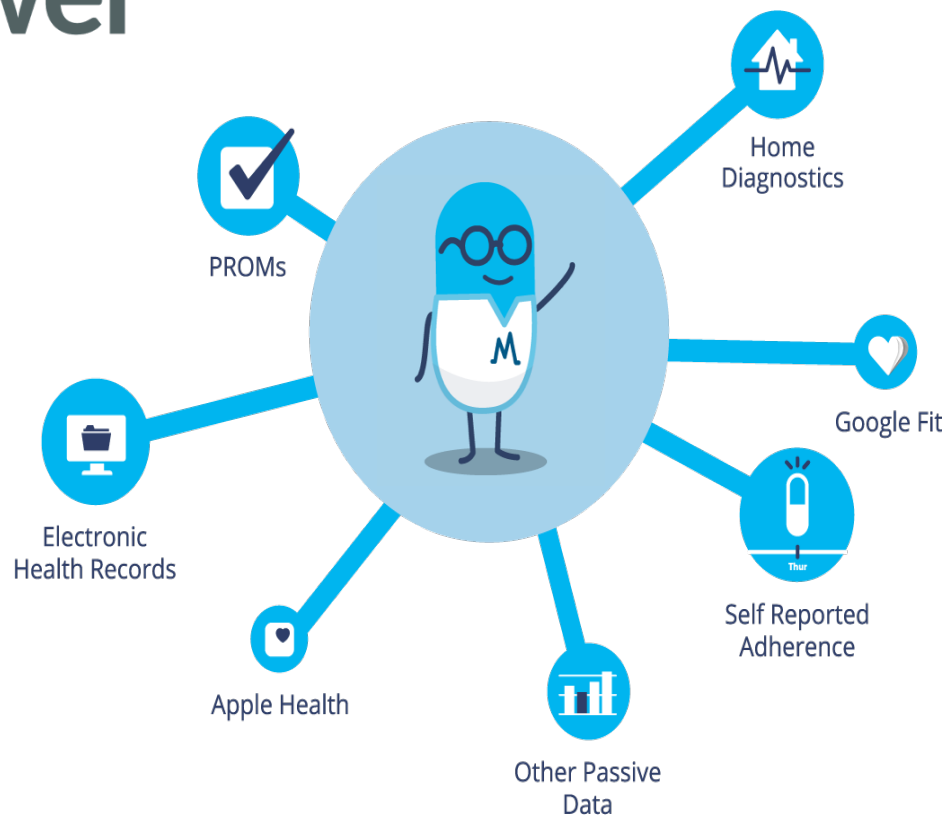 Home
Diagnostics
PROMs
M
Google Fit
Electronic
Health Records
Thur
Self Reported
Adherence
Apple Health
Other Passive
Data